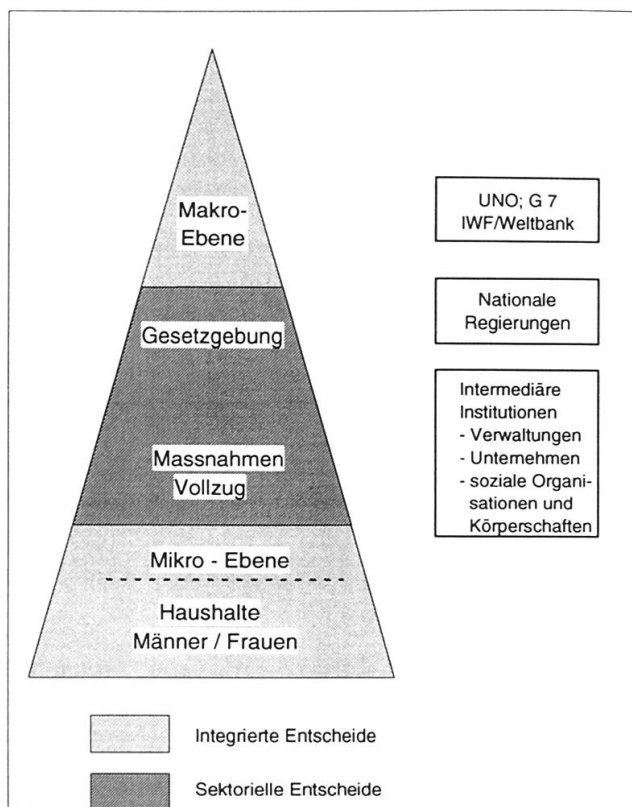 Makro-
Ebene
Gesetzgebung
Massnahmen
Vollzug
Mikro - Ebene
Haushalte
Männer / Frauen
UNO; G 7
IWF/Weltbank
Nationale
Regierungen
Intermediäre
Institutionen
- Verwaltungen
- Unternehmen
- soziale Organi-
sationen und
Körperschaften
Integrierte Entscheide
Sektorielle Entscheide